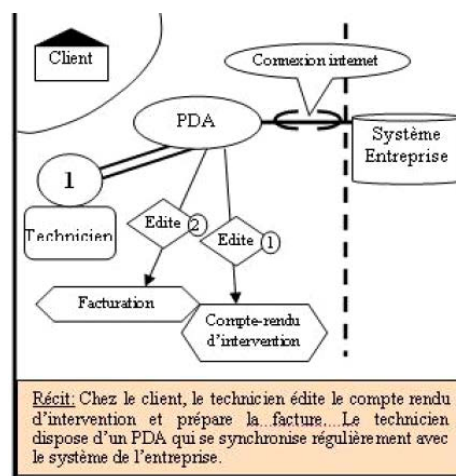 Client
Connexion internet
PDA
Système
Entreprise
1
Technicien
Edite 2
Edite 1
Facturation
Compte-rendu
d'intervention
Récit: Chez le client, le technicien édite le compte rendu
d'intervention et prépare la facture. Le technicien
dispose d'un PDA qui se synchronise régulièrement avec
le système de l'entreprise.